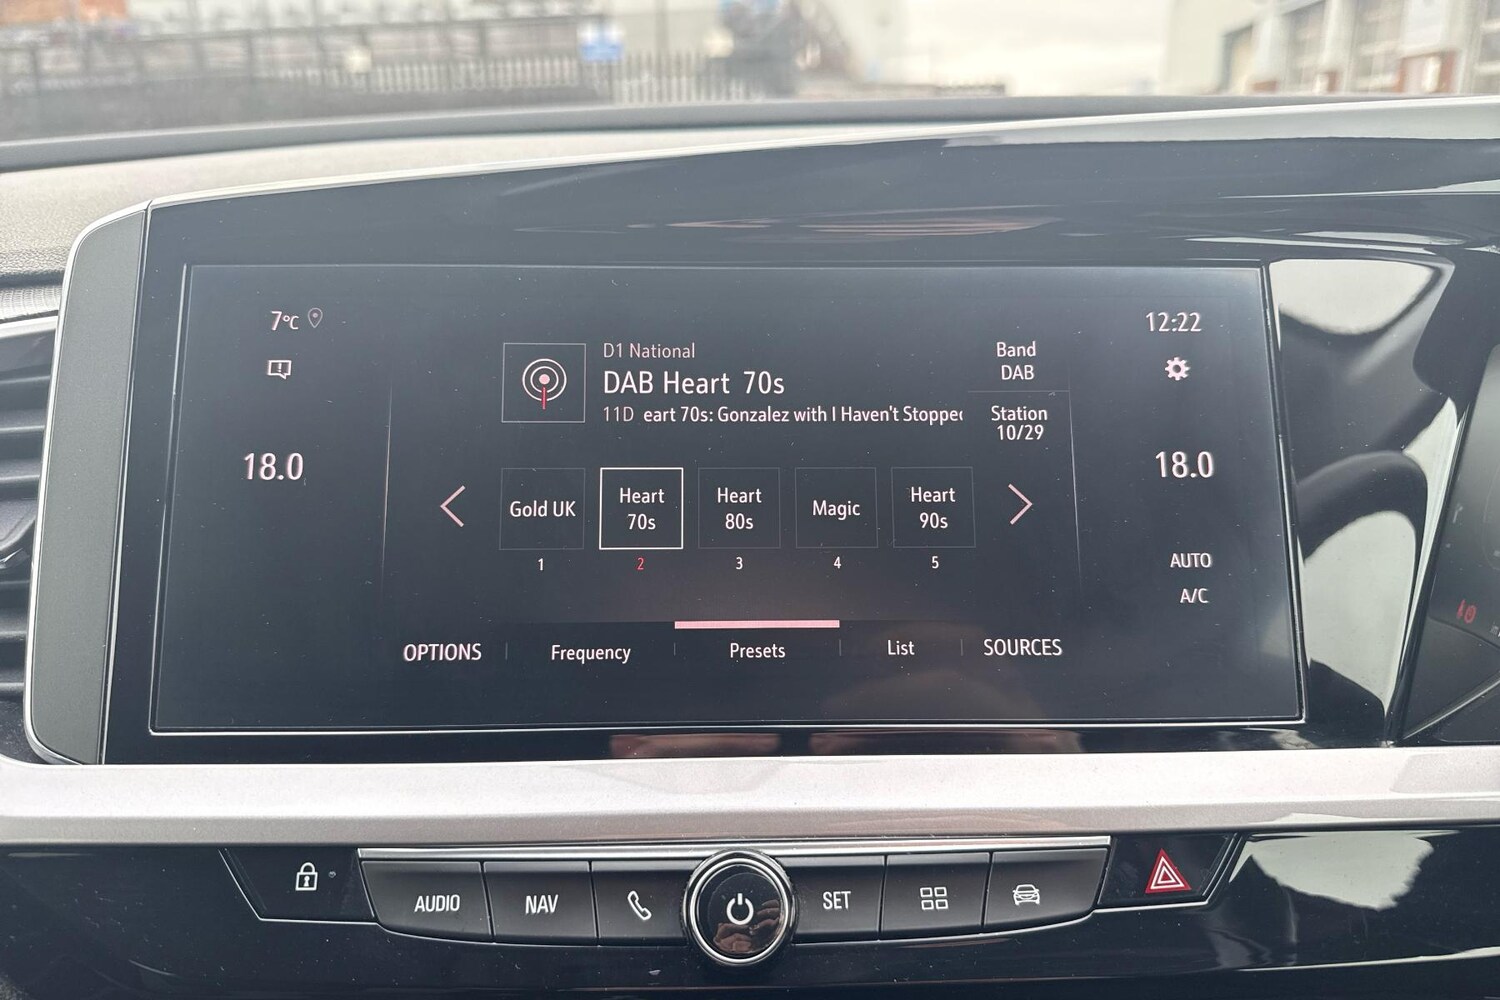 7°C
12:22
D1 National
DAB Heart 70s
11D eart 70s: Gonzalez with I Haven't Stopped
Band
DAB
Station
10/29
18.0
18.0
Gold UK
Heart
70s
Heart
80s
Magic
Heart
90s
1
2
3
4
5
AUTO
A/C
OPTIONS
Frequency
Presets
List
SOURCES
AUDIO
NAV
SET